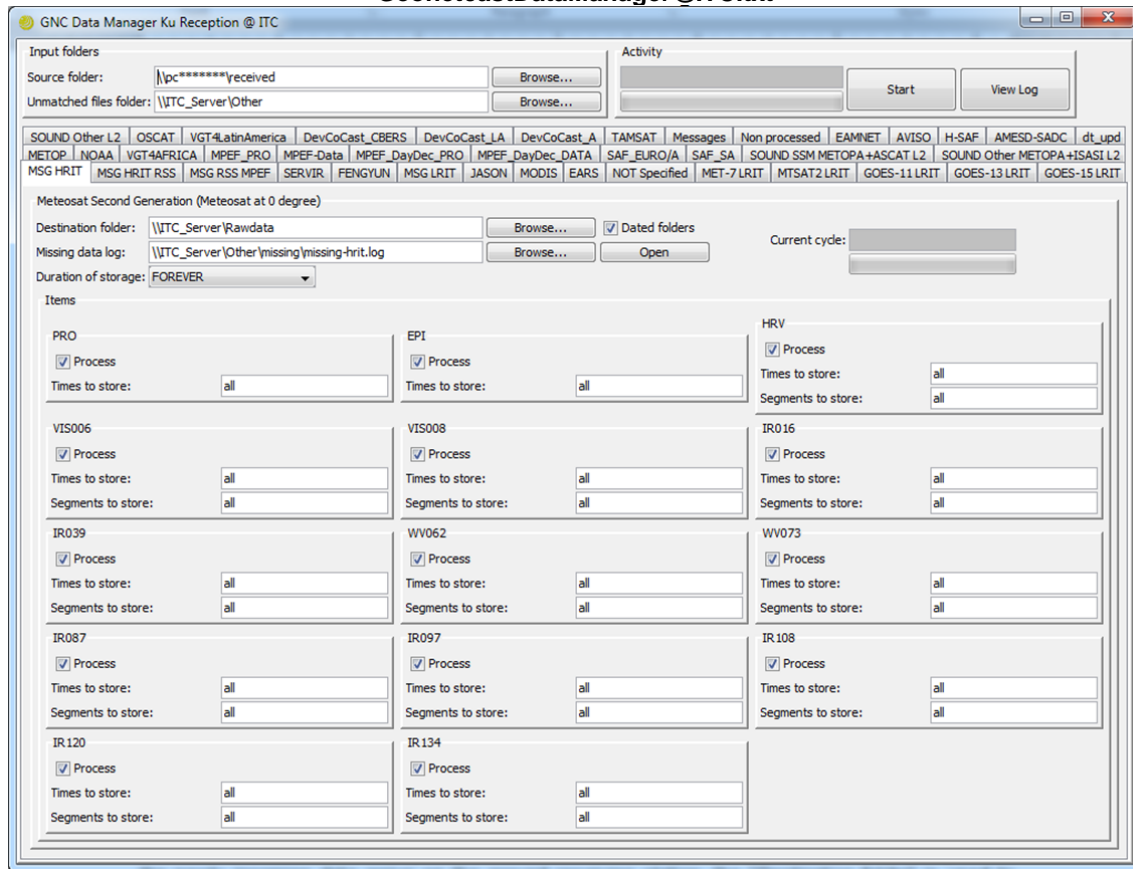 GNC Data Manager Ku Reception @ ITC
Input folders
Source folder: \\pc*******\received Browse...
Unmatched files folder: \\ITC_Server\Other Browse...
Activity
Start View Log
SOUND Other L2 OSCAT VGT4LatinAmerica DevCoCast_CBERS DevCoCast_LA DevCoCast_A TAMSAT Messages Non processed EAMNET AVISO H-SAF AMESD-SADC dt_upd
METOP NOAA VGT4AFRICA MPEF_PRO MPEF-Data MPEF_DayDec_PRO MPEF_DayDec_DATA SAF_EURO/A SAF_SA SOUND SSM METOPA+ASCAT L2 SOUND Other METOPA+ISASI L2
MSG HRIT MSG HRIT RSS MSG RSS MPEF SERVIR FENGYUN MSG LRIT JASON MODIS EARS NOT Specified MET-7 LRIT MTSAT2 LRIT GOES-11 LRIT GOES-13 LRIT GOES-15 LRIT
Meteosat Second Generation (Meteosat at 0 degree)
Destination folder: \\ITC_Server\Rawdata Browse... Dated folders
Missing data log: \\ITC_Server\Other\missing\missing-hrit.log Browse... Open
Current cycle:
Duration of storage: FOREVER
Items
PRO EPI HRV
Process Process Process
Times to store: all Times to store: all Times to store: all
Segments to store: all
VIS006 VIS008 IR016
Process Process Process
Times to store: all Times to store: all Times to store: all
Segments to store: all Segments to store: all Segments to store: all
IR039 WV062 WV073
Process Process Process
Times to store: all Times to store: all Times to store: all
Segments to store: all Segments to store: all Segments to store: all
IR087 IR097 IR108
Process Process Process
Times to store: all Times to store: all Times to store: all
Segments to store: all Segments to store: all Segments to store: all
IR120 IR134
Process Process
Times to store: all Times to store: all
Segments to store: all Segments to store: all